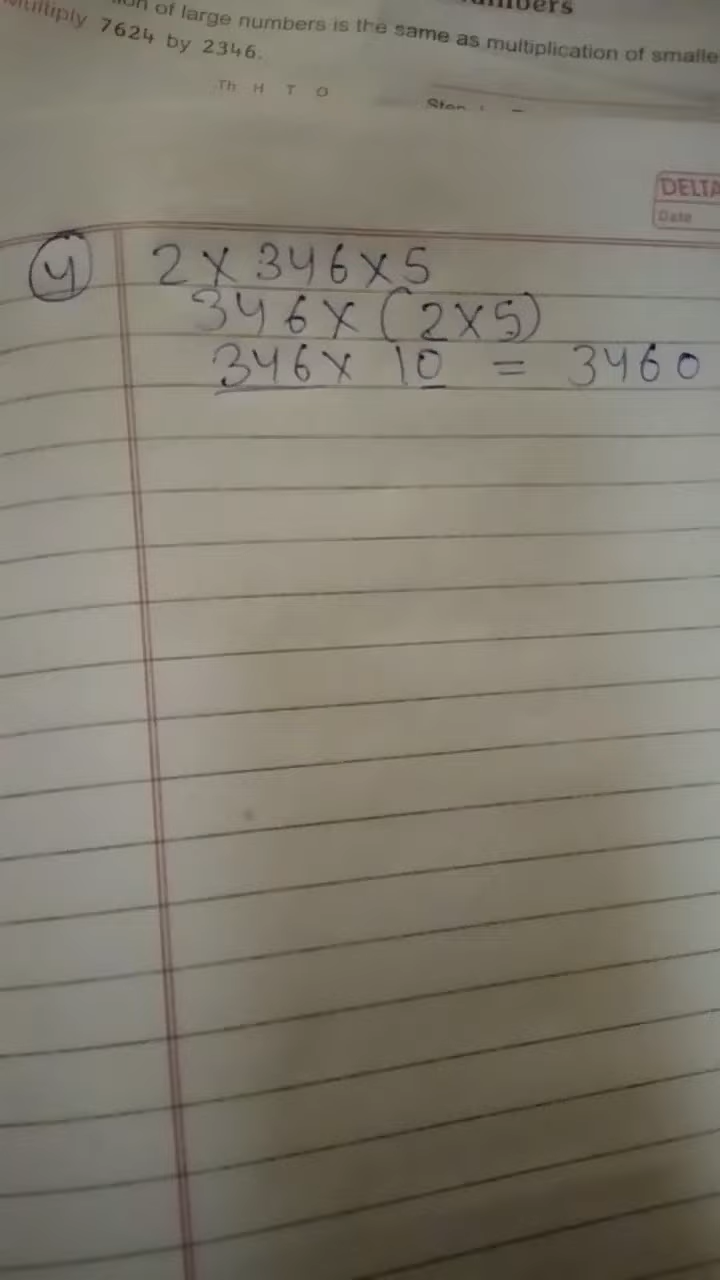 of large numbers is the same as multiplication of
Multiply 7624 by 2346.
Th H T O
DELTA
Date
4
2 x 346 x 5
346 x (2 x 5)
346 x 10 = 3460